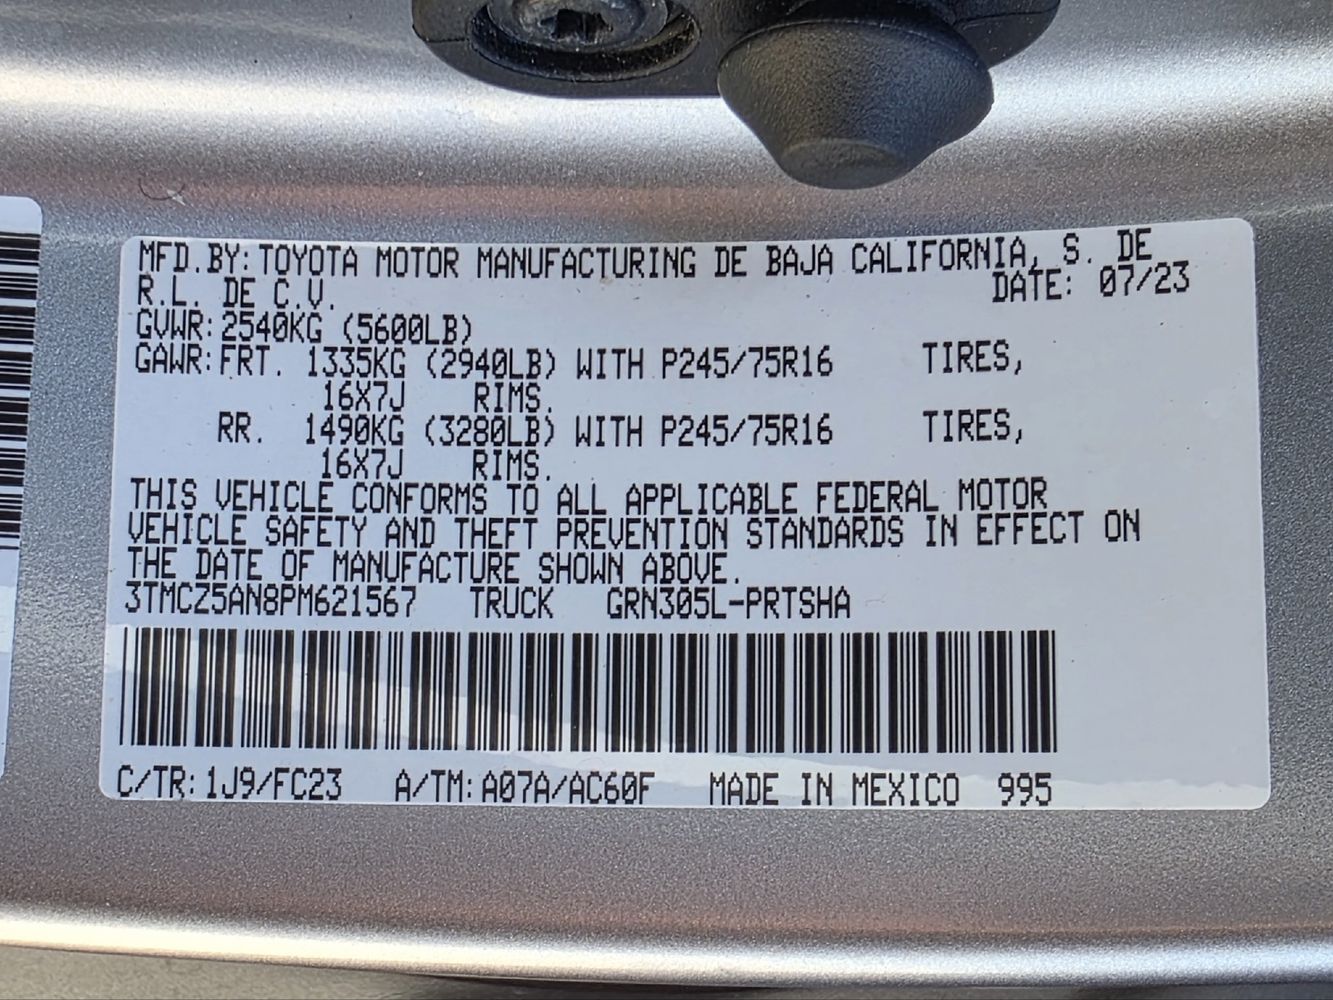 MFD.BY:TOYOTA MOTOR MANUFACTURING DE BAJA CALIFORNIA, S. DE
R.L. DE C.V. DATE: 07/23
GVWR:2540KG (5600LB)
GAWR:FRT. 1335KG (2940LB) WITH P245/75R16 TIRES,
16X7J RIMS.
RR. 1490KG (3280LB) WITH P245/75R16 TIRES,
16X7J RIMS.
THIS VEHICLE CONFORMS TO ALL APPLICABLE FEDERAL MOTOR
VEHICLE SAFETY AND THEFT PREVENTION STANDARDS IN EFFECT ON
THE DATE OF MANUFACTURE SHOWN ABOVE.
3TMCZ5AN8PM621567 TRUCK GRN305L-PRTSHA
C/TR:1J9/FC23 A/TM:A07A/AC60F MADE IN MEXICO 995